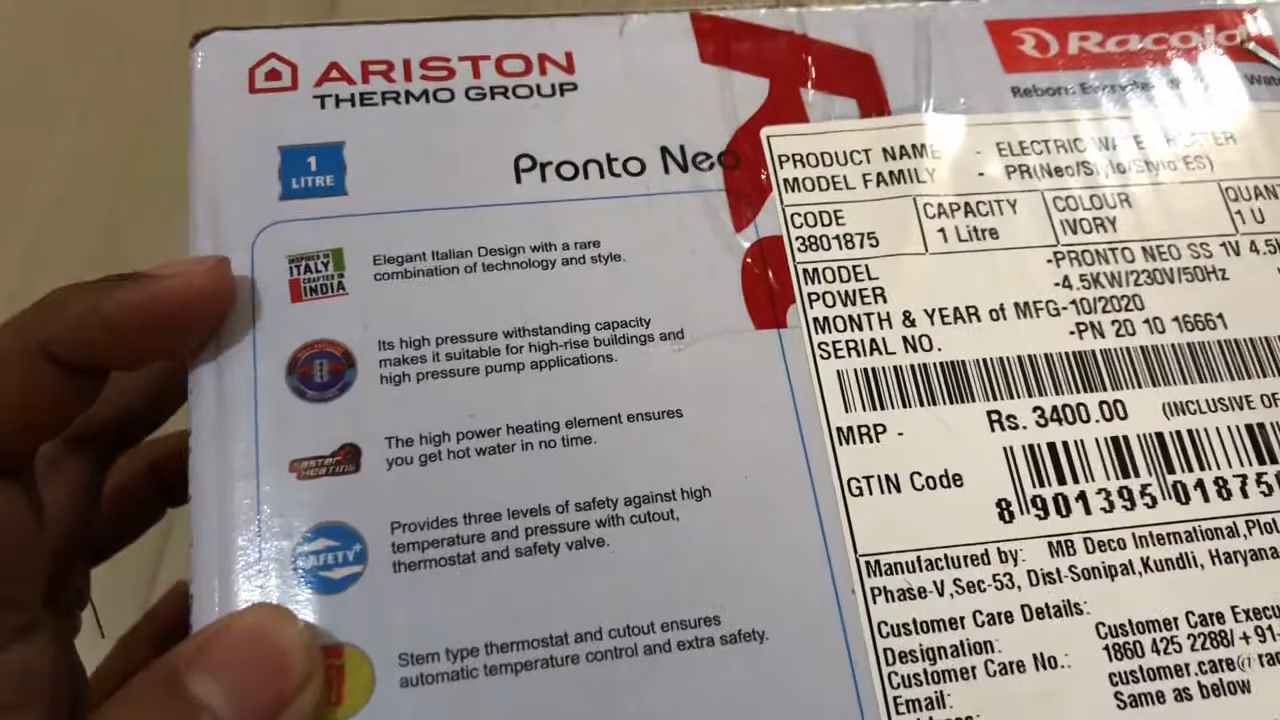 ARISTON
THERMO GROUP
Racold
1
LITRE
Pronto Neo
INSPIRED IN
ITALY
CRAFTED IN
INDIA
Elegant Italian Design with a rare
combination of technology and style.
Its high pressure withstanding capacity
makes it suitable for high-rise buildings and
high pressure pump applications.
FASTER
HEATING
The high power heating element ensures
you get hot water in no time.
SAFETY+
Provides three levels of safety against high
temperature and pressure with cutout,
thermostat and safety valve.
Stem type thermostat and cutout ensures
automatic temperature control and extra safety.
PRODUCT NAME - ELECTRIC WATER HEATER
MODEL FAMILY - PR(Neo/Stylo/Stylo ES)
CODE
3801875
CAPACITY
1 Litre
COLOUR
IVORY
QUAN
1 U
MODEL -PRONTO NEO SS 1V 4.5
POWER -4.5KW/230V/50Hz
MONTH & YEAR of MFG-10/2020
SERIAL NO. -PN 20 10 16661
MRP - Rs. 3400.00 (INCLUSIVE OF
GTIN Code
8 901395 01875
Manufactured by: MB Deco International,Plot
Phase-V,Sec-53, Dist-Sonipal,Kundli, Haryana
Customer Care Details:
Designation: Customer Care Execu
Customer Care No.: 1860 425 2288/ +91-
Email: customer.care@ra
Same as below